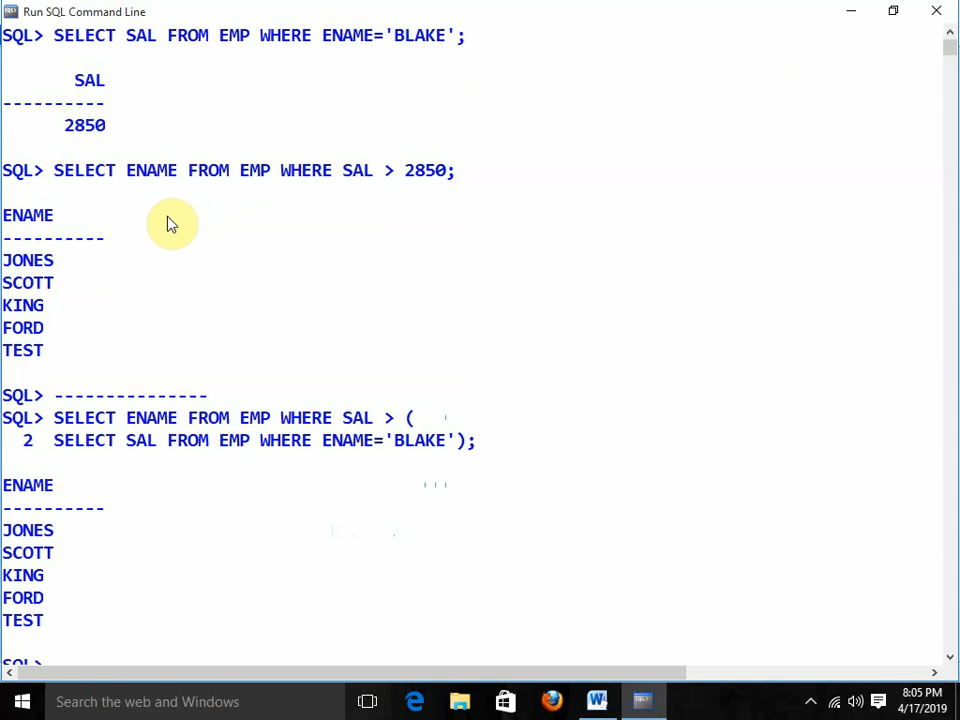 Run SQL Command Line
SQL> SELECT SAL FROM EMP WHERE ENAME='BLAKE';
SAL
----------
2850
SQL> SELECT ENAME FROM EMP WHERE SAL > 2850;
ENAME
----------
JONES
SCOTT
KING
FORD
TEST
SQL> ---------------
SQL> SELECT ENAME FROM EMP WHERE SAL > (
2 SELECT SAL FROM EMP WHERE ENAME='BLAKE');
ENAME
----------
JONES
SCOTT
KING
FORD
TEST
SQL>
Search the web and Windows
8:05 PM
4/17/2019